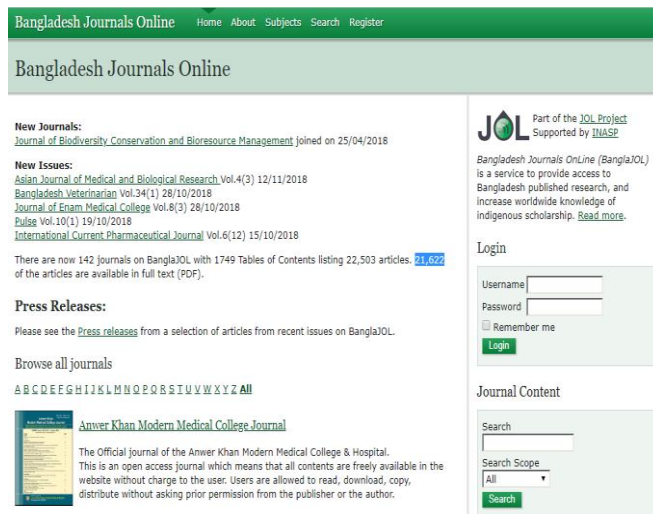 Bangladesh Journals Online Home About Subjects Search Register
Bangladesh Journals Online
New Journals:
Journal of Biodiversity Conservation and Bioresource Management joined on 25/04/2018
New Issues:
Asian Journal of Medical and Biological Research Vol.4(3) 12/11/2018
Bangladesh Veterinarian Vol.34(1) 28/10/2018
Journal of Enam Medical College Vol.8(3) 28/10/2018
Pulse Vol.10(1) 19/10/2018
International Current Pharmaceutical Journal Vol.6(12) 15/10/2018
There are now 142 journals on BanglaJOL with 1749 Tables of Contents listing 22,503 articles. 21,622
of the articles are available in full text (PDF).
Press Releases:
Please see the Press releases from a selection of articles from recent issues on BanglaJOL.
Browse all journals
A B C D E F G H I J K L M N O P Q R S T U V W X Y Z All
Anwer Khan Modern Medical College Journal
The Official journal of the Anwer Khan Modern Medical College & Hospital.
This is an open access journal which means that all contents are freely available in the
website without charge to the user. Users are allowed to read, download, copy,
distribute without asking prior permission from the publisher or the author.
JOL
Part of the JOL Project
Supported by INASP
Bangladesh Journals OnLine (BanglaJOL)
is a service to provide access to
Bangladesh published research, and
increase worldwide knowledge of
indigenous scholarship. Read more.
Login
Username
Password
Remember me
Login
Journal Content
Search
Search Scope
All
Search